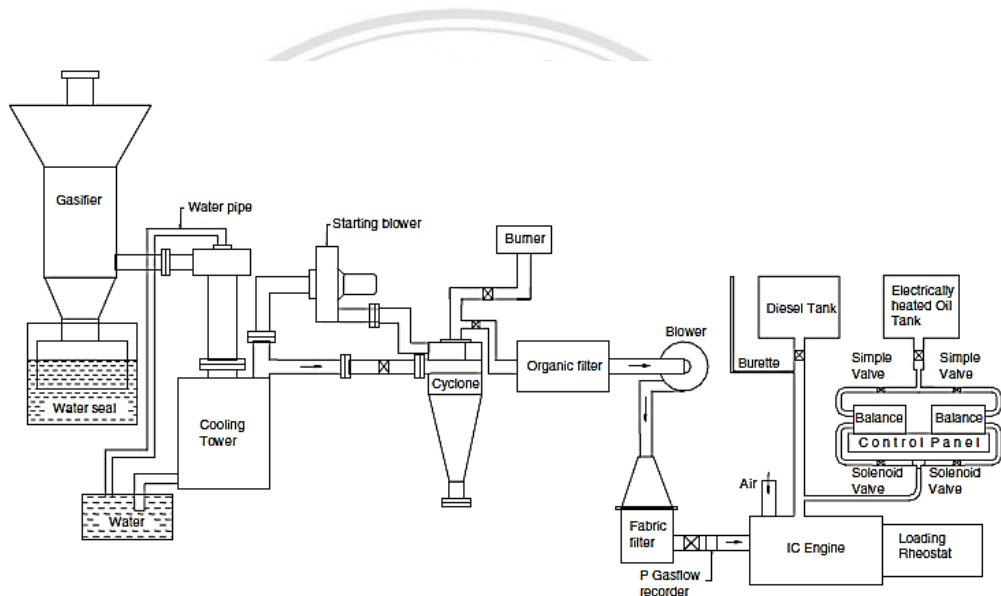 Gasifier
Water pipe
Starting blower
Burner
Water seal
Cooling
Tower
Water
Cyclone
Organic filter
Blower
Fabric
filter
P Gasflow
recorder
Air
Burette
Diesel Tank
Electrically
heated Oil
Tank
Simple
Valve
Simple
Valve
Balance
Balance
Control Panel
Solenoid
Valve
Solenoid
Valve
IC Engine
Loading
Rheostat